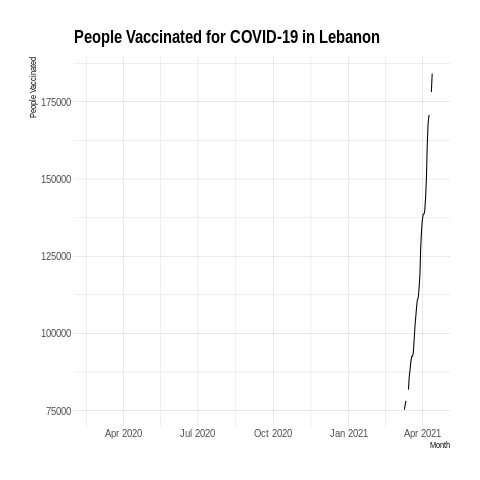 People Vaccinated for COVID-19 in Lebanon
People Vaccinated
175000
150000
125000
100000
75000
Apr 2020 Jul 2020 Oct 2020 Jan 2021 Apr 2021
Month